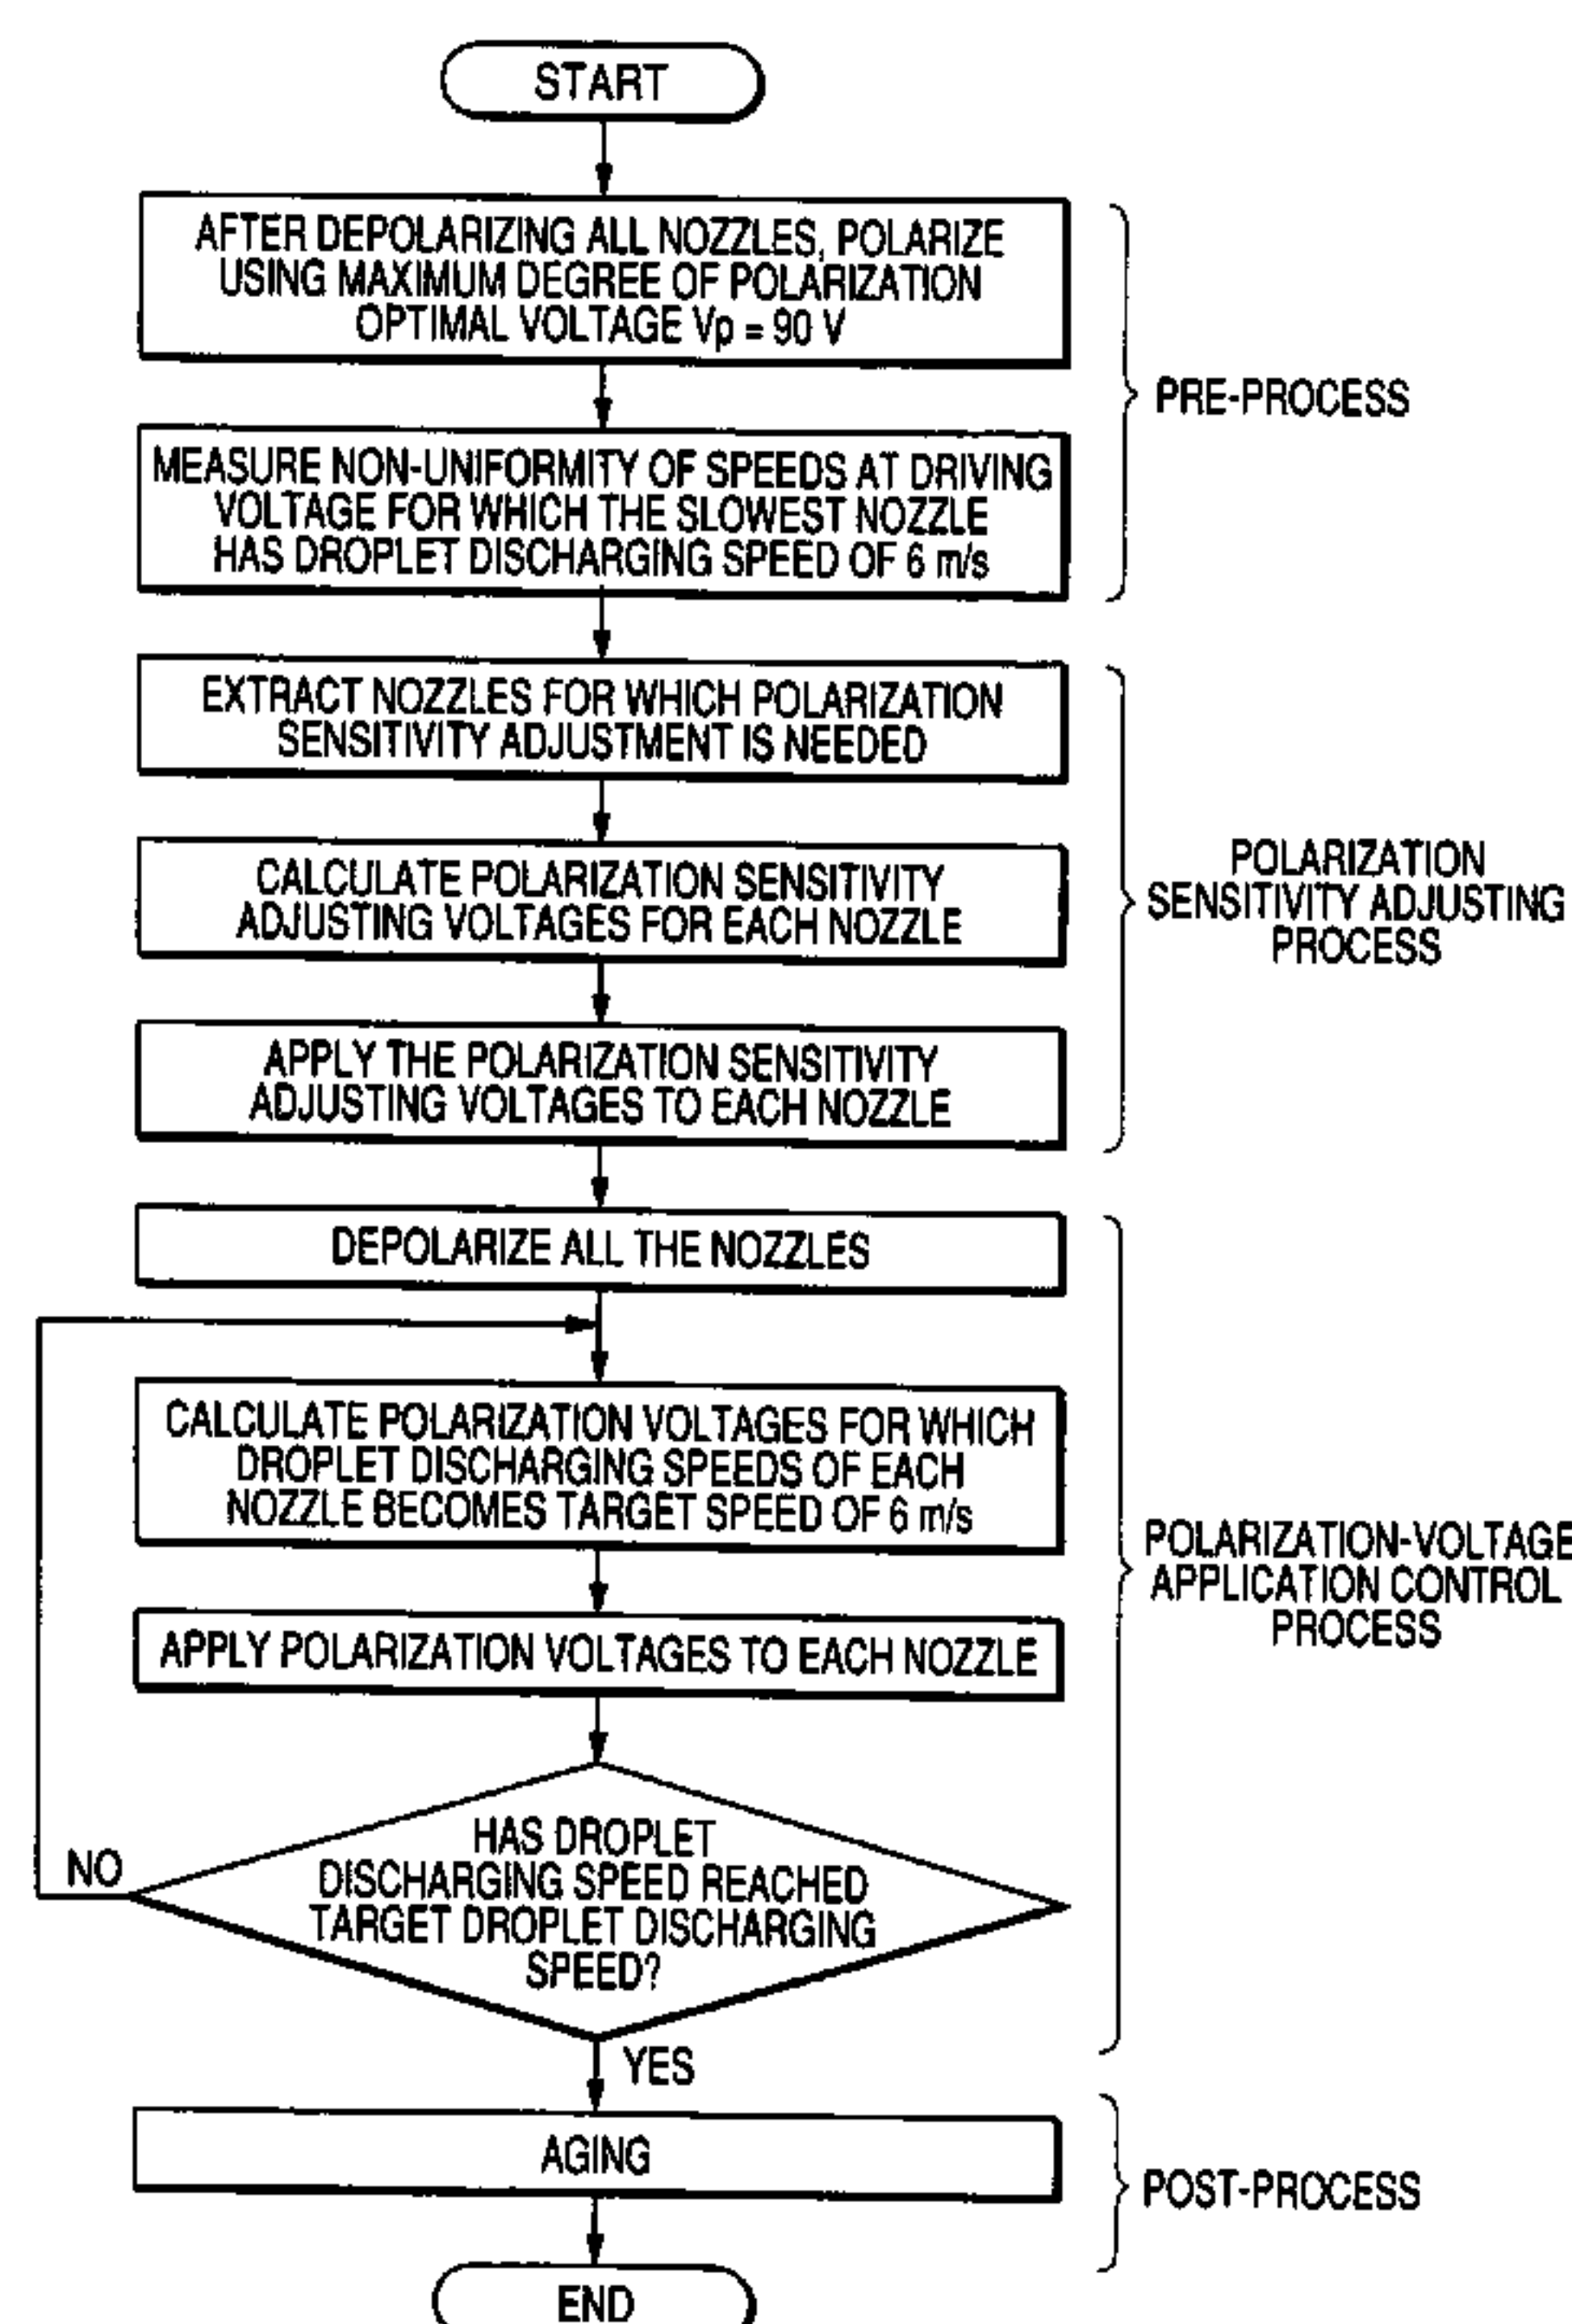 START
AFTER DEPOLARIZING ALL NOZZLES, POLARIZE
USING MAXIMUM DEGREE OF POLARIZATION
OPTIMAL VOLTAGE Vp = 90 V
MEASURE NON-UNIFORMITY OF SPEEDS AT DRIVING
VOLTAGE FOR WHICH THE SLOWEST NOZZLE
HAS DROPLET DISCHARGING SPEED OF 6 m/s
PRE-PROCESS
EXTRACT NOZZLES FOR WHICH POLARIZATION
SENSITIVITY ADJUSTMENT IS NEEDED
CALCULATE POLARIZATION SENSITIVITY
ADJUSTING VOLTAGES FOR EACH NOZZLE
APPLY THE POLARIZATION SENSITIVITY
ADJUSTING VOLTAGES TO EACH NOZZLE
POLARIZATION
SENSITIVITY ADJUSTING
PROCESS
DEPOLARIZE ALL THE NOZZLES
CALCULATE POLARIZATION VOLTAGES FOR WHICH
DROPLET DISCHARGING SPEEDS OF EACH
NOZZLE BECOMES TARGET SPEED OF 6 m/s
APPLY POLARIZATION VOLTAGES TO EACH NOZZLE
HAS DROPLET
DISCHARGING SPEED REACHED
TARGET DROPLET DISCHARGING
SPEED?
NO
YES
POLARIZATION-VOLTAGE
APPLICATION CONTROL
PROCESS
AGING
POST-PROCESS
END